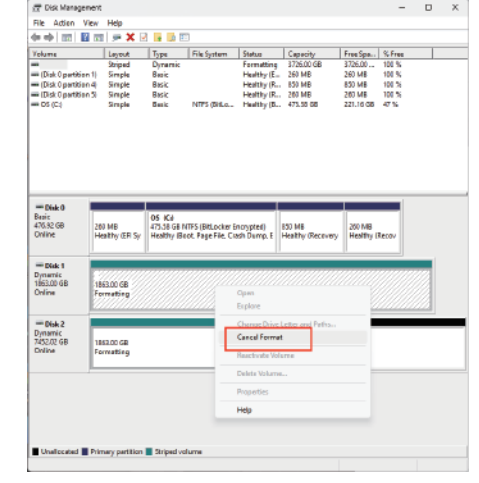 Disk Management
File Action View Help
Volume Layout Type File System Status Capacity Free Spa... % Free
Striped Dynamic Formatting 3726.00 GB 3726.00 ... 100 %
(Disk 0 partition 1) Simple Basic Healthy (E... 260 MB 260 MB 100 %
(Disk 0 partition 4) Simple Basic Healthy (R... 850 MB 850 MB 100 %
(Disk 0 partition 5) Simple Basic Healthy (R... 260 MB 260 MB 100 %
OS (C:) Simple Basic NTFS (BitLo... Healthy (B... 475.58 GB 221.16 GB 47 %
Disk 0
Basic
476.92 GB
Online
260 MB
Healthy (EFI Sy
OS (C:)
475.58 GB NTFS (BitLocker Encrypted)
Healthy (Boot, Page File, Crash Dump, E
850 MB
Healthy (Recovery
260 MB
Healthy (Recov
Disk 1
Dynamic
1863.00 GB
Online
1863.00 GB
Formatting
Disk 2
Dynamic
7452.02 GB
Online
1863.00 GB
Formatting
Open
Explore
Change Drive Letter and Paths...
Cancel Format
Reactivate Volume
Delete Volume...
Properties
Help
Unallocated Primary partition Striped volume